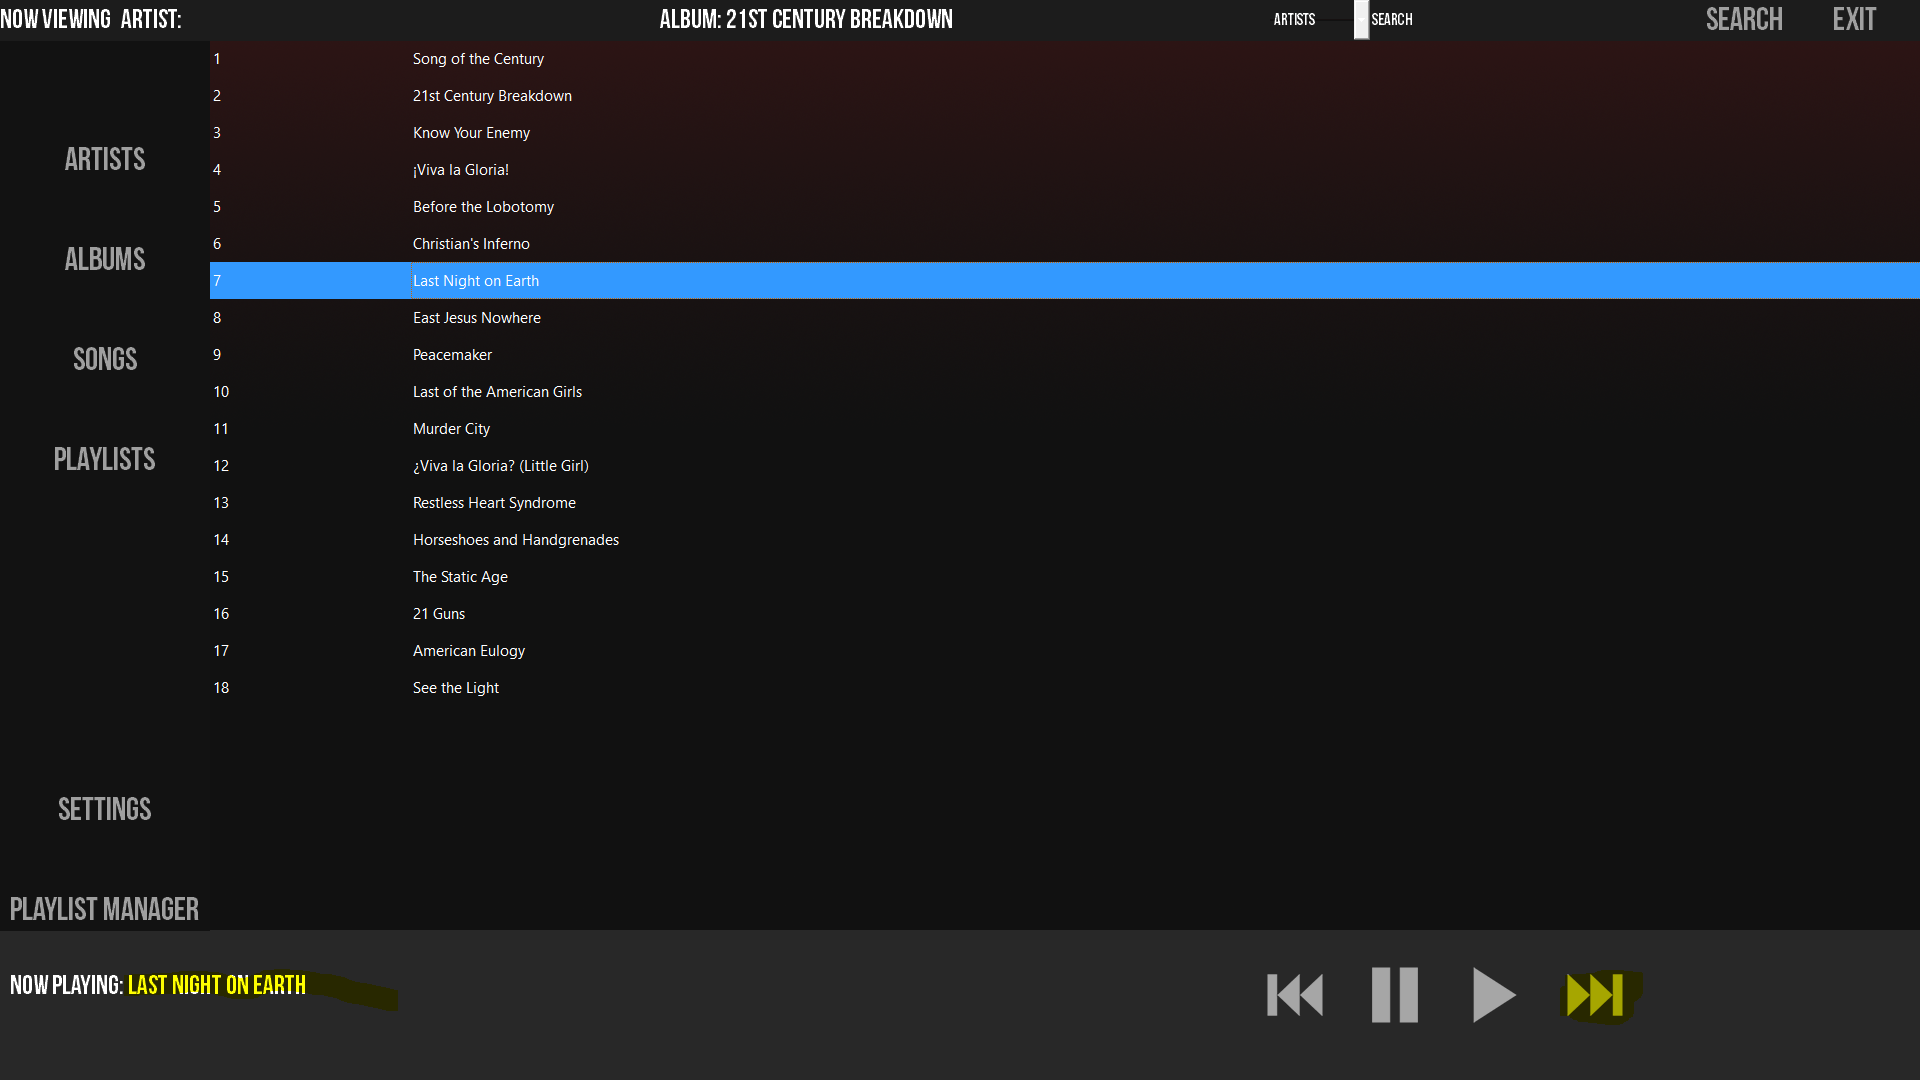 NOW VIEWING ARTIST: ALBUM: 21ST CENTURY BREAKDOWN ARTISTS SEARCH SEARCH EXIT
ARTISTS
ALBUMS
SONGS
PLAYLISTS
SETTINGS
PLAYLIST MANAGER
1 Song of the Century
2 21st Century Breakdown
3 Know Your Enemy
4 ¡Viva la Gloria!
5 Before the Lobotomy
6 Christian's Inferno
7 Last Night on Earth
8 East Jesus Nowhere
9 Peacemaker
10 Last of the American Girls
11 Murder City
12 ¿Viva la Gloria? (Little Girl)
13 Restless Heart Syndrome
14 Horseshoes and Handgrenades
15 The Static Age
16 21 Guns
17 American Eulogy
18 See the Light
NOW PLAYING: LAST NIGHT ON EARTH